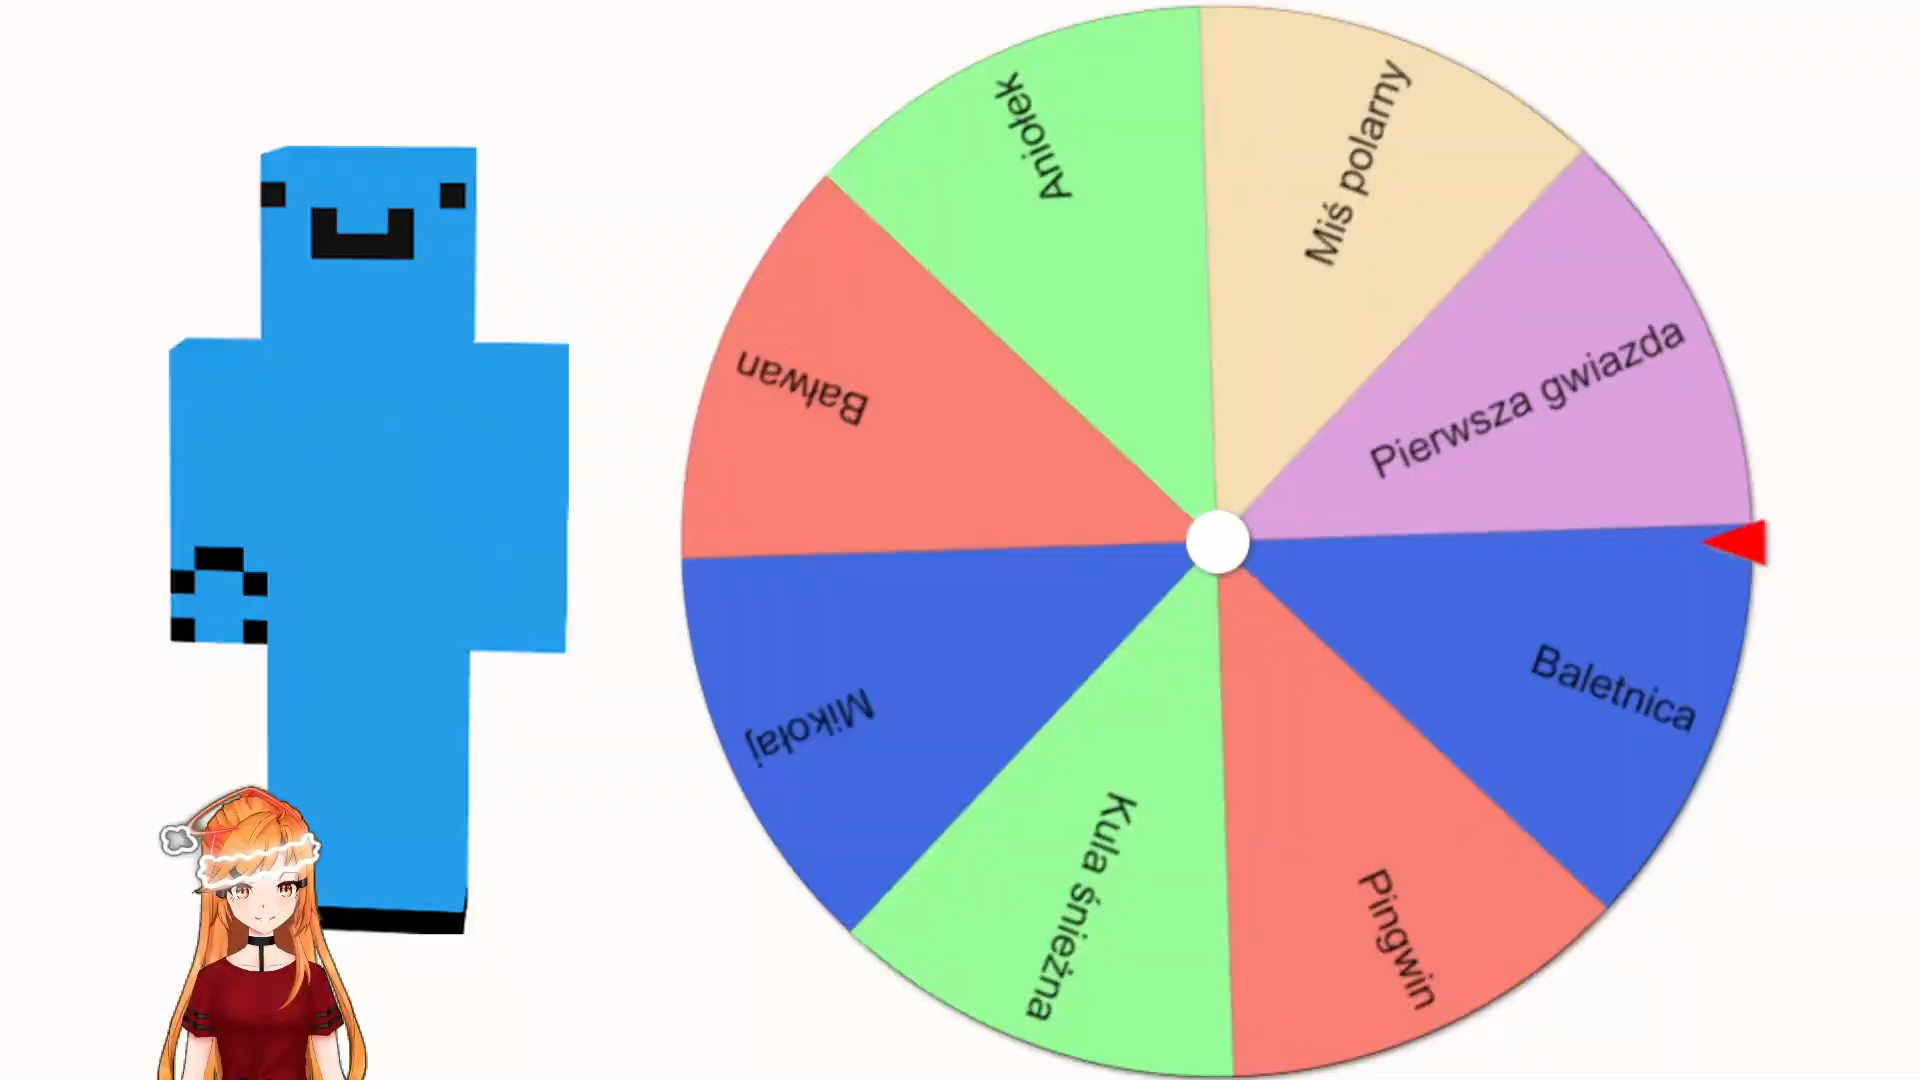 Aniołek
Miś polarny
Pierwsza gwiazda
Baletnica
Pingwin
Kula śnieżna
Mikołaj
Bałwan